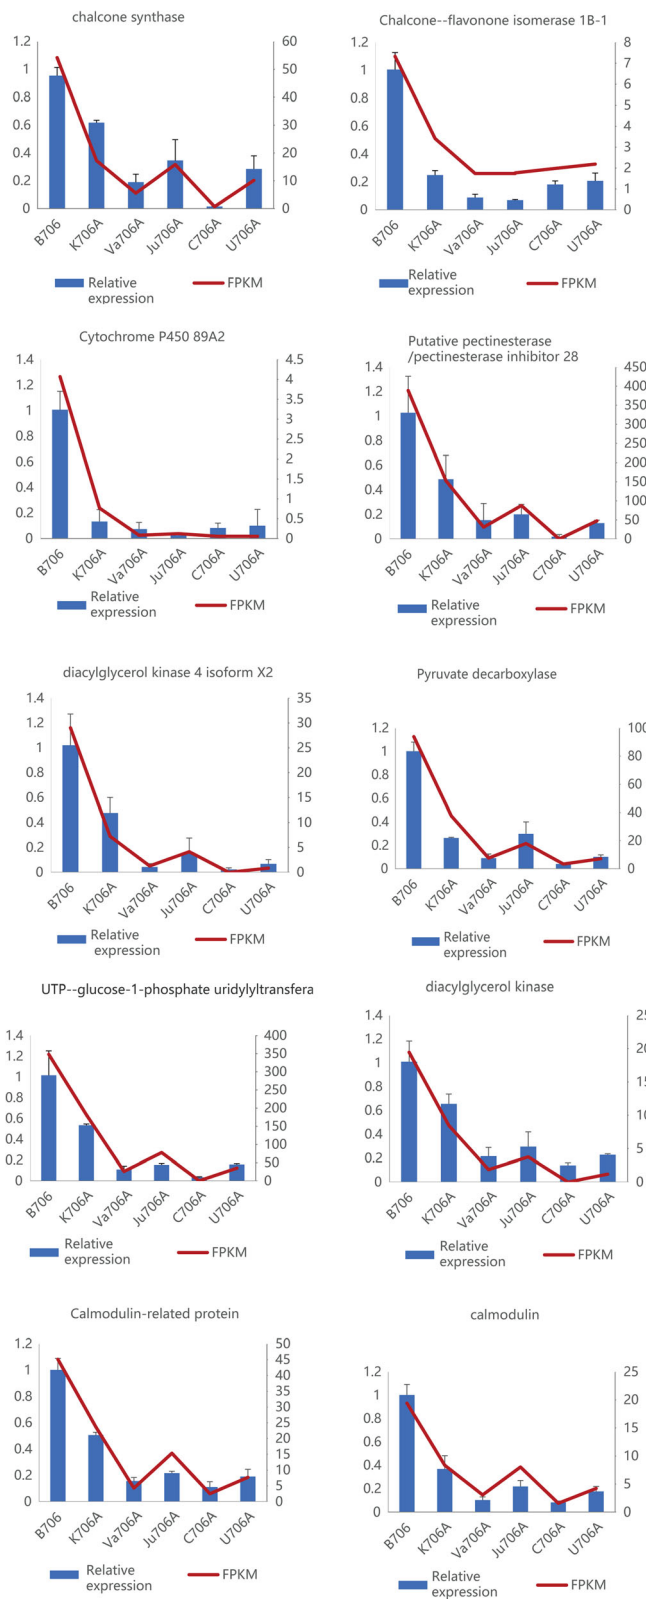 chalcone synthase
1.2
1
0.8
0.6
0.4
0.2
0
60
50
40
30
20
10
0
B706
K706A
Va706A
Ju706A
C706A
U706A
Relative
expression
FPKM
Chalcone--flavonone isomerase 1B-1
1.2
1
0.8
0.6
0.4
0.2
0
8
7
6
5
4
3
2
1
0
B706
K706A
Va706A
Ju706A
C706A
U706A
Relative
expression
FPKM
Cytochrome P450 89A2
1.4
1.2
1
0.8
0.6
0.4
0.2
0
4.5
4
3.5
3
2.5
2
1.5
1
0.5
0
B706
K706A
Va706A
Ju706A
C706A
U706A
Relative
expression
FPKM
Putative pectinesterase
/pectinesterase inhibitor 28
1.4
1.2
1
0.8
0.6
0.4
0.2
0
450
400
350
300
250
200
150
100
50
0
B706
K706A
Va706A
Ju706A
C706A
U706A
Relative
expression
FPKM
diacylglycerol kinase 4 isoform X2
1.4
1.2
1
0.8
0.6
0.4
0.2
0
35
30
25
20
15
10
5
0
B706
K706A
Va706A
Ju706A
C706A
U706A
Relative
expression
FPKM
Pyruvate decarboxylase
1.2
1
0.8
0.6
0.4
0.2
0
100
80
60
40
20
0
B706
K706A
Va706A
Ju706A
C706A
U706A
Relative
expression
FPKM
UTP--glucose-1-phosphate uridylyltransfera
1.4
1.2
1
0.8
0.6
0.4
0.2
0
400
350
300
250
200
150
100
50
0
B706
K706A
Va706A
Ju706A
C706A
U706A
Relative
expression
FPKM
diacylglycerol kinase
1.4
1.2
1
0.8
0.6
0.4
0.2
0
25
20
15
10
5
0
B706
K706A
Va706A
Ju706A
C706A
U706A
Relative
expression
FPKM
Calmodulin-related protein
1.2
1
0.8
0.6
0.4
0.2
0
50
45
40
35
30
25
20
15
10
5
0
B706
K706A
Va706A
Ju706A
C706A
U706A
Relative
expression
FPKM
calmodulin
1.2
1
0.8
0.6
0.4
0.2
0
25
20
15
10
5
0
B706
K706A
Va706A
Ju706A
C706A
U706A
Relative
expression
FPKM